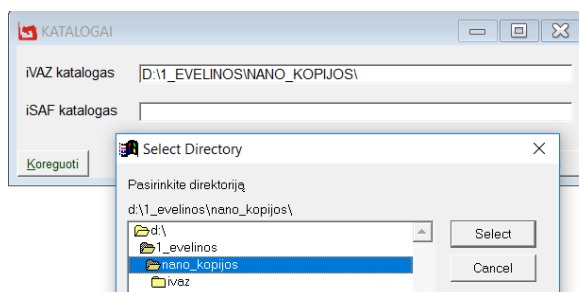 KATALOGAI
iVAZ katalogas D:\1_EVELINOS\NANO_KOPIJOS\
iSAF katalogas
Koreguoti
Select Directory
Pasirinkite direktoriją
d:\1_evelinos\nano_kopijos\
d:\
1_evelinos
nano_kopijos
ivaz
Select
Cancel